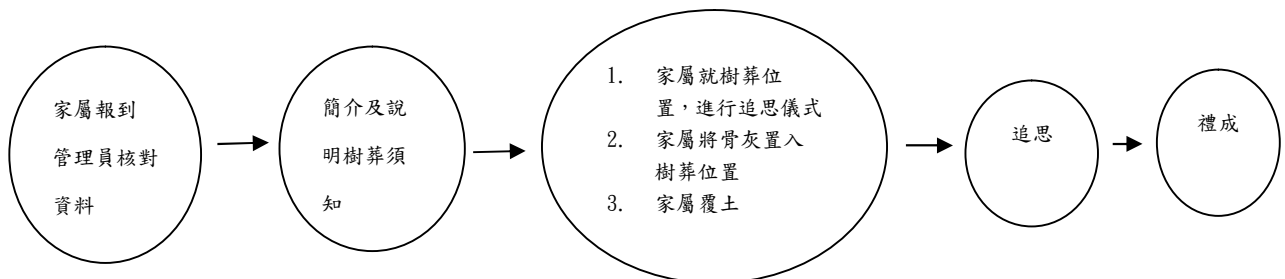 家屬報到
管理員核對
資料
簡介及說
明樹葬須
知
1. 家屬就樹葬位
置，進行追思儀式
2. 家屬將骨灰置入
樹葬位置
3. 家屬覆土
追思
禮成